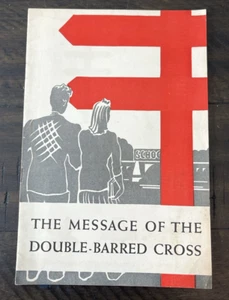 THE MESSAGE OF THE
DOUBLE-BARRED CROSS